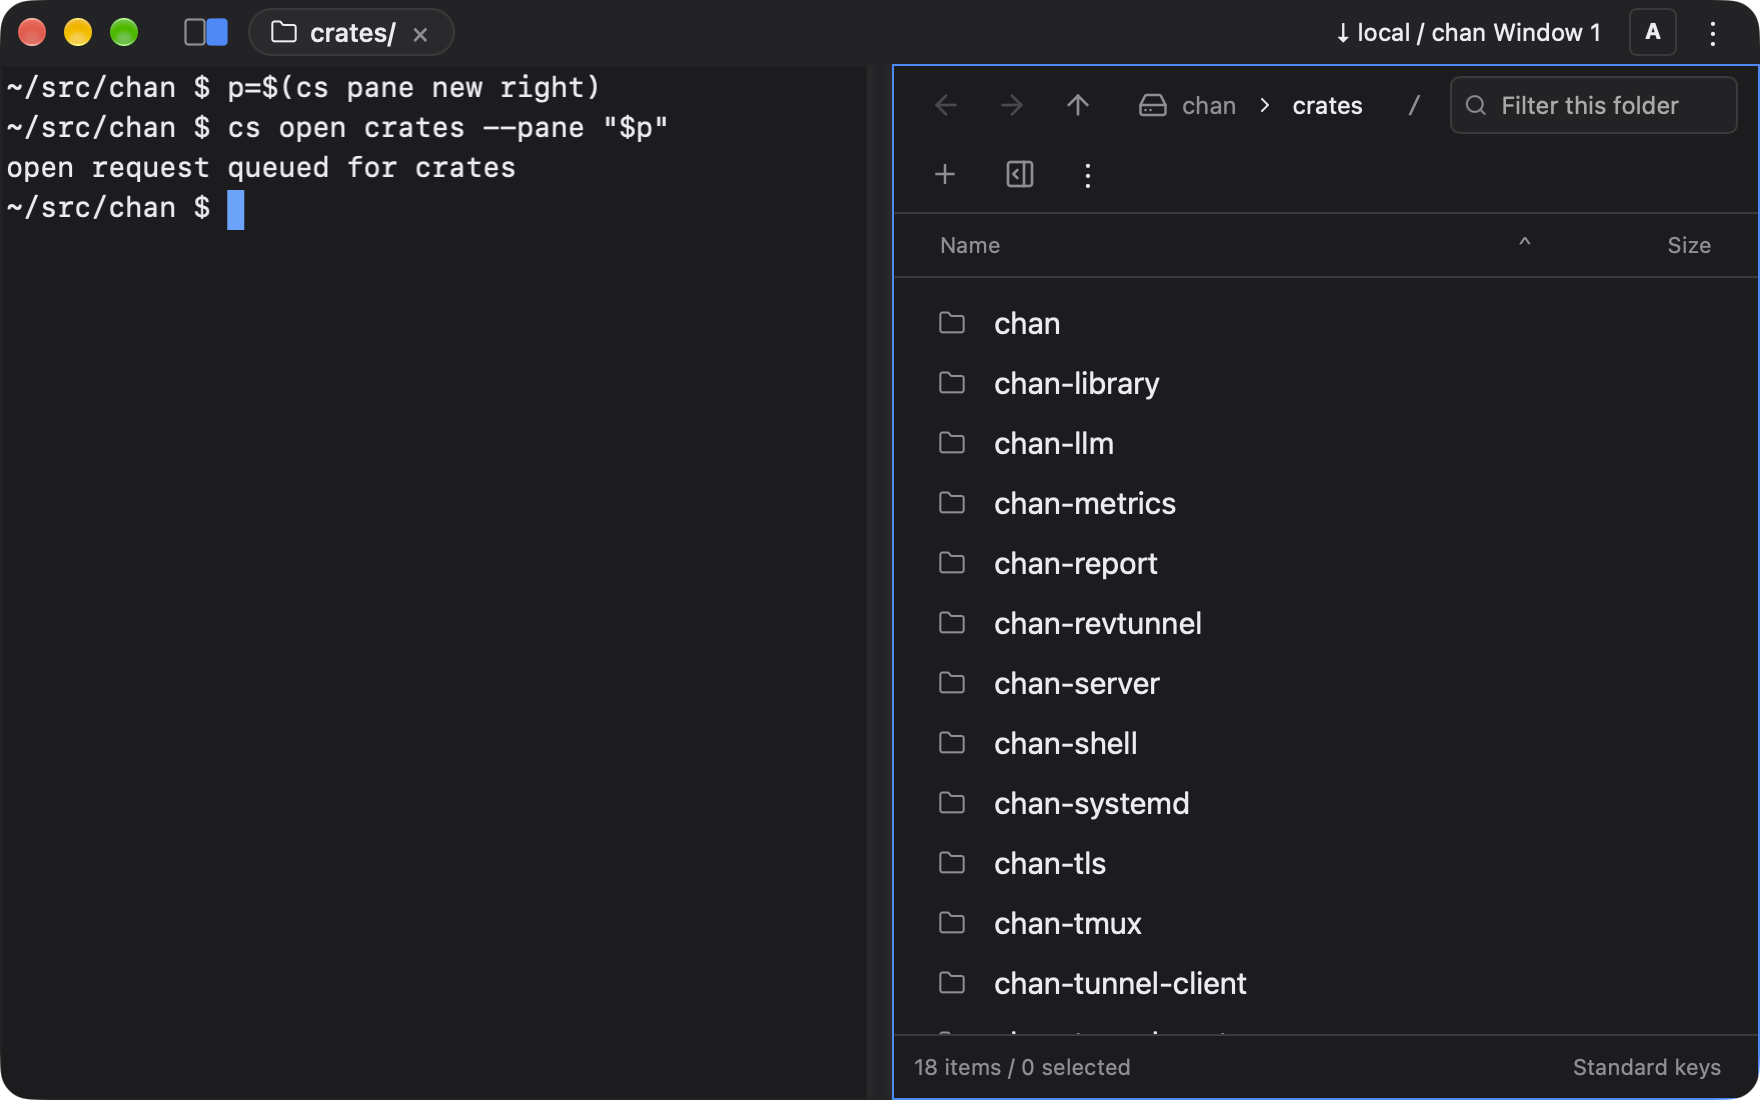 crates/ ×
↓ local / chan Window 1
A
~/src/chan $ p=$(cs pane new right)
~/src/chan $ cs open crates --pane "$p"
open request queued for crates
~/src/chan $
chan > crates /
Filter this folder
Name ^ Size
chan
chan-library
chan-llm
chan-metrics
chan-report
chan-revtunnel
chan-server
chan-shell
chan-systemd
chan-tls
chan-tmux
chan-tunnel-client
18 items / 0 selected
Standard keys